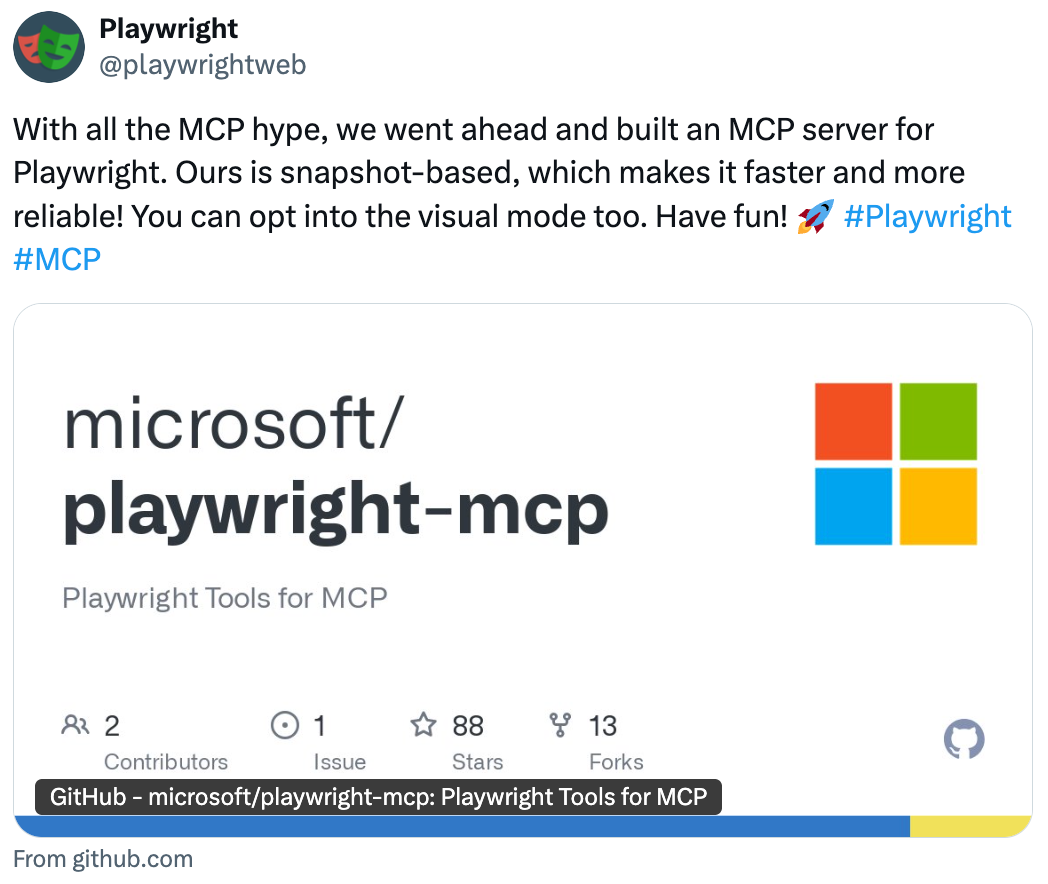 Playwright
@playwrightweb
With all the MCP hype, we went ahead and built an MCP server for
Playwright. Ours is snapshot-based, which makes it faster and more
reliable! You can opt into the visual mode too. Have fun! 🚀 #Playwright
#MCP
microsoft/
playwright-mcp
Playwright Tools for MCP
2 1 88 13
Contributors Issue Stars Forks
GitHub - microsoft/playwright-mcp: Playwright Tools for MCP
From github.com